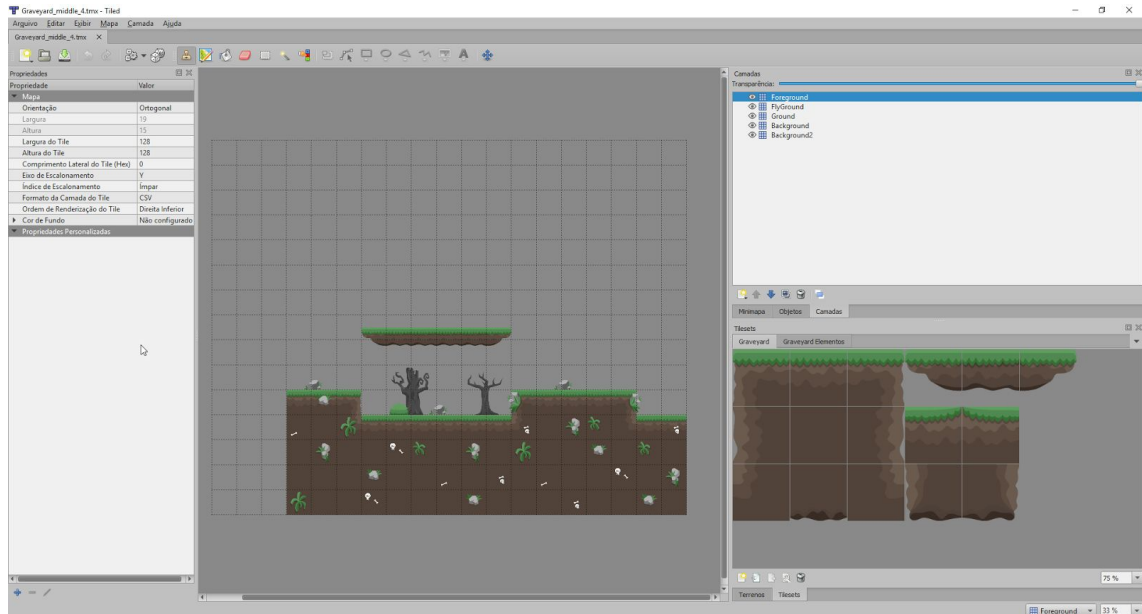 Graveyard_middle_4.tmx - Tiled
Arquivo Editar Exibir Mapa Camada Ajuda
Graveyard_middle_4.tmx
Propriedades
Propriedade Valor
Mapa
Orientação Ortogonal
Largura 19
Altura 15
Largura do Tile 128
Altura do Tile 128
Comprimento Lateral do Tile (Hex) 0
Eixo de Escalonamento Y
Índice de Escalonamento Ímpar
Formato da Camada do Tile CSV
Ordem de Renderização do Tile Direita Inferior
Cor de Fundo Não configurado
Propriedades Personalizadas
Camadas
Transparência:
Foreground
FlyGround
Ground
Background
Background2
Minimapa Objetos Camadas
Tilesets
Graveyard Graveyard Elementos
75 %
Terrenos Tilesets
Foreground 33 %